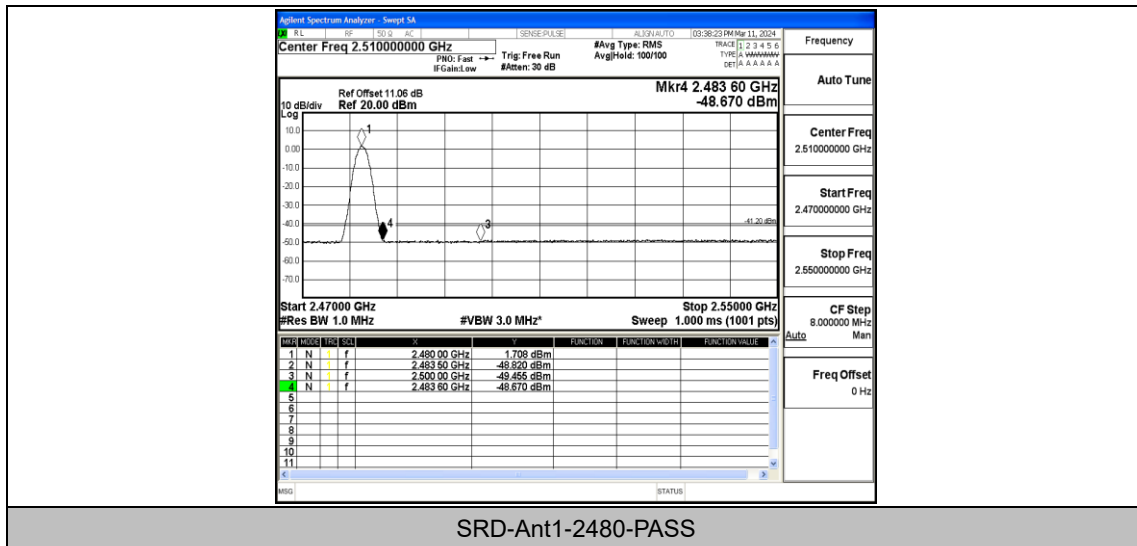 Agilent Spectrum Analyzer - Swept SA
RL RF 50 Ω AC SENSE:PULSE ALIGN AUTO 03:38:23 PM Mar 11, 2024
Center Freq 2.510000000 GHz #Avg Type: RMS TRACE 1 2 3 4 5 6
PNO: Fast Trig: Free Run Avg|Hold: 100/100 TYPE A WWWWW
IFGain:Low #Atten: 30 dB DET A A A A A A
Mkr4 2.483 60 GHz
-48.670 dBm
Ref Offset 11.06 dB
10 dB/div Ref 20.00 dBm
Log
10.0
0.00
-10.0
-20.0
-30.0
-40.0
-50.0
-60.0
-70.0
1
4
3
-41.20 dBm
Start 2.47000 GHz Stop 2.55000 GHz
#Res BW 1.0 MHz #VBW 3.0 MHz* Sweep 1.000 ms (1001 pts)
MKR MODE TRC SCL X Y FUNCTION FUNCTION WIDTH FUNCTION VALUE
1 N 1 f 2.480 00 GHz 1.708 dBm
2 N 1 f 2.483 50 GHz -48.820 dBm
3 N 1 f 2.500 00 GHz -49.455 dBm
4 N 1 f 2.483 60 GHz -48.670 dBm
5
6
7
8
9
10
11
MSG STATUS
Frequency
Auto Tune
Center Freq
2.510000000 GHz
Start Freq
2.470000000 GHz
Stop Freq
2.550000000 GHz
CF Step
8.000000 MHz
Auto Man
Freq Offset
0 Hz
SRD-Ant1-2480-PASS